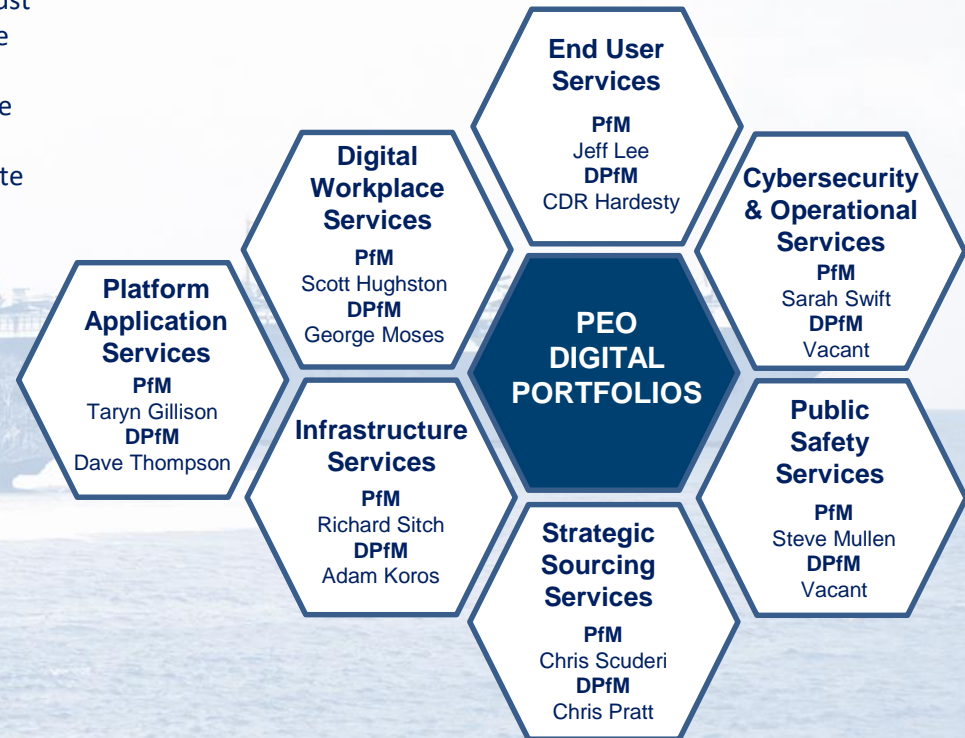 End User
Services
PfM
Jeff Lee
DPfM
CDR Hardesty
Digital
Workplace
Services
PfM
Scott Hughston
DPfM
George Moses
Cybersecurity
& Operational
Services
PfM
Sarah Swift
DPfM
Vacant
Platform
Application
Services
PfM
Taryn Gillison
DPfM
Dave Thompson
PEO
DIGITAL
PORTFOLIOS
Infrastructure
Services
PfM
Richard Sitch
DPfM
Adam Koros
Public
Safety
Services
PfM
Steve Mullen
DPfM
Vacant
Strategic
Sourcing
Services
PfM
Chris Scuderi
DPfM
Chris Pratt